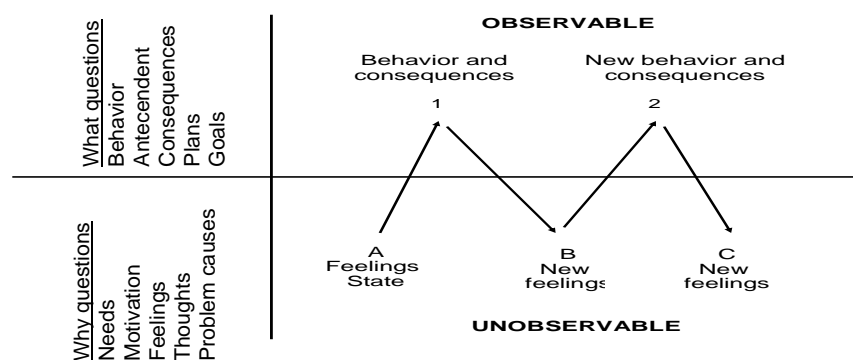 What questions
Behavior
Antecendent
Consequences
Plans
Goals
OBSERVABLE
Behavior and
consequences
1
New behavior and
consequences
2
Why questions
Needs
Motivation
Feelings
Thoughts
Problem causes
A
Feelings
State
B
New
feelings
C
New
feelings
UNOBSERVABLE